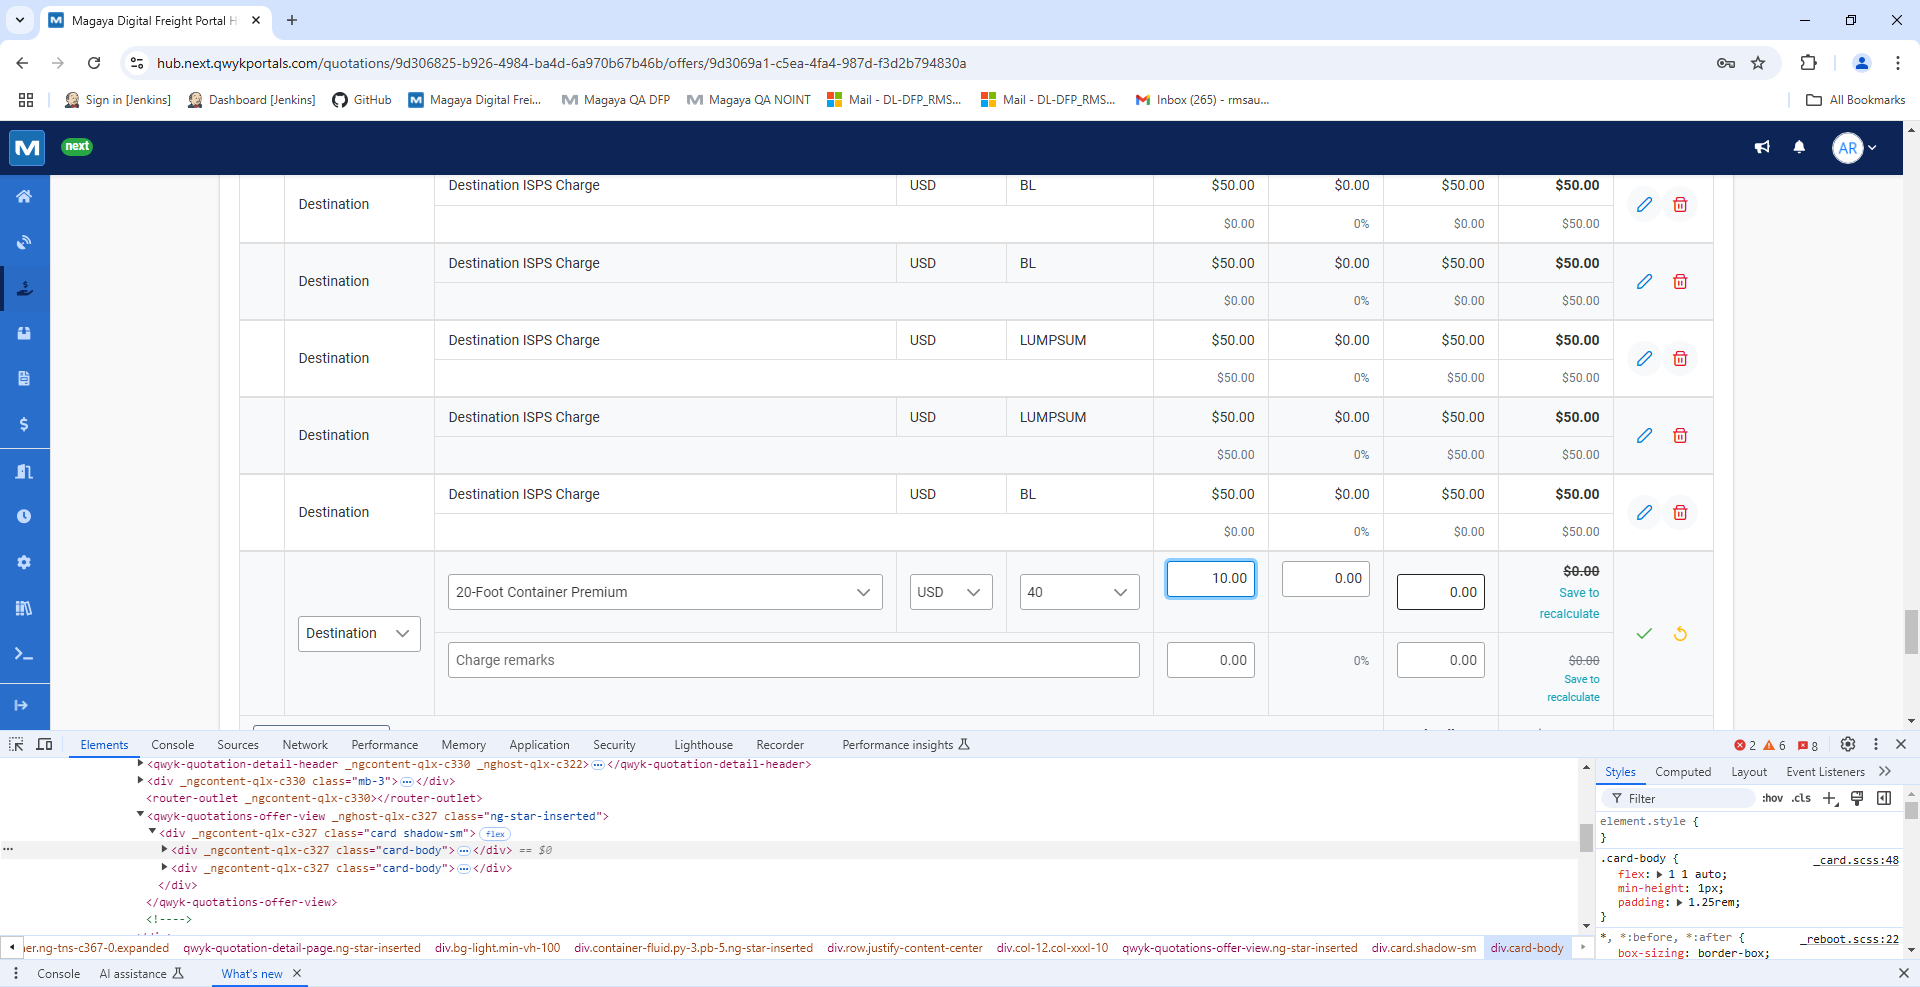 Magaya Digital Freight Portal H
hub.next.qwykportals.com/quotations/9d306825-b926-4984-ba4d-6a970b67b46b/offers/9d3069a1-c5ea-4fa4-987d-f3d2b794830a
Sign in [Jenkins] Dashboard [Jenkins] GitHub Magaya Digital Frei... Magaya QA DFP Magaya QA NOINT Mail - DL-DFP_RMS... Mail - DL-DFP_RMS... Inbox (265) - rmsau... All Bookmarks
next AR
Destination ISPS Charge USD BL $50.00 $0.00 $50.00 $50.00
Destination
$0.00 0% $0.00 $50.00
Destination ISPS Charge USD BL $50.00 $0.00 $50.00 $50.00
Destination
$0.00 0% $0.00 $50.00
Destination ISPS Charge USD LUMPSUM $50.00 $0.00 $50.00 $50.00
Destination
$50.00 0% $50.00 $50.00
Destination ISPS Charge USD LUMPSUM $50.00 $0.00 $50.00 $50.00
Destination
$50.00 0% $50.00 $50.00
Destination ISPS Charge USD BL $50.00 $0.00 $50.00 $50.00
Destination
$0.00 0% $0.00 $50.00
20-Foot Container Premium USD 40 10.00 0.00 0.00 $0.00
Save to
recalculate
Destination
Charge remarks 0.00 0% 0.00 $0.00
Save to
recalculate
Elements Console Sources Network Performance Memory Application Security Lighthouse Recorder Performance insights 2 6 8
<qwyk-quotation-detail-header _ngcontent-qlx-c330 _nghost-qlx-c322>…</qwyk-quotation-detail-header>
<div _ngcontent-qlx-c330 class="mb-3">…</div>
<router-outlet _ngcontent-qlx-c330></router-outlet>
<qwyk-quotations-offer-view _nghost-qlx-c327 class="ng-star-inserted">
<div _ngcontent-qlx-c327 class="card shadow-sm"> flex
<div _ngcontent-qlx-c327 class="card-body">…</div> == $0
<div _ngcontent-qlx-c327 class="card-body">…</div>
</div>
</qwyk-quotations-offer-view>
<!---->
Styles Computed Layout Event Listeners
Filter :hov .cls
element.style {
}
.card-body { _card.scss:48
flex: 1 1 auto;
min-height: 1px;
padding: 1.25rem;
}
*, *:before, *:after { _reboot.scss:22
box-sizing: border-box;
ner.ng-tns-c367-0.expanded qwyk-quotation-detail-page.ng-star-inserted div.bg-light.min-vh-100 div.container-fluid.py-3.pb-5.ng-star-inserted div.row.justify-content-center div.col-12.col-xxxl-10 qwyk-quotations-offer-view.ng-star-inserted div.card.shadow-sm div.card-body
Console AI assistance What's new